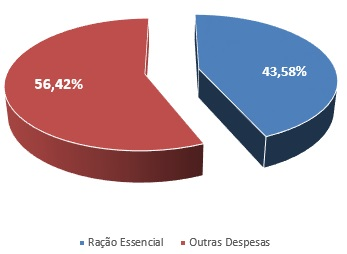 56,42%
43,58%
Ração Essencial
Outras Despesas